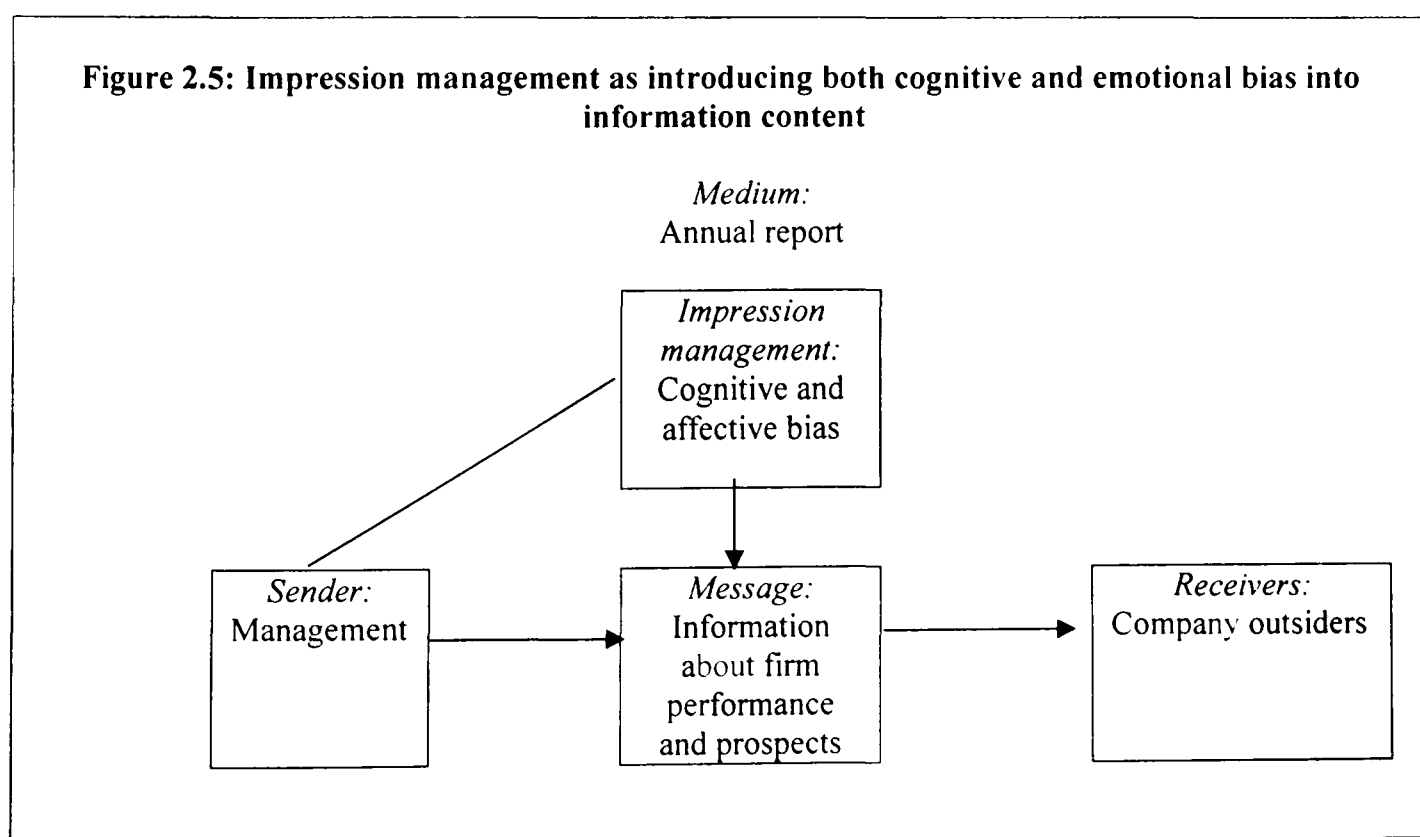 Figure 2.5: Impression management as introducing both cognitive and emotional bias into
information content
Medium:
Annual report
Impression
management:
Cognitive and
affective bias
Sender:
Management
Message:
Information
about firm
performance
and prospects
Receivers:
Company outsiders